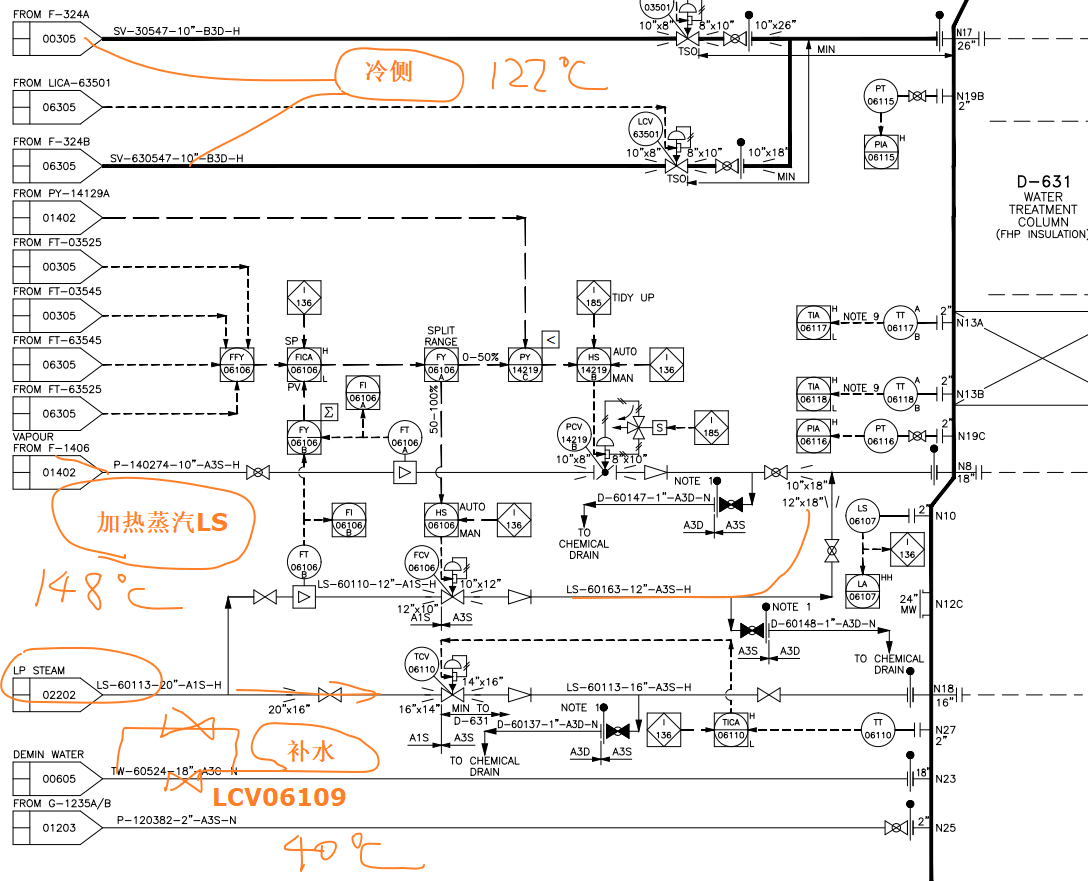 FROM F-324A
00305
SV-30547-10"-B3D-H
03501
10"x8"
8"x10"
10"x26"
TSO
MIN
N17
26"
冷侧
122°C
FROM LICA-63501
06305
PT
06115
N19B
2"
LCV
63501
PIA
06115
H
FROM F-324B
06305
SV-630547-10"-B3D-H
10"x8"
8"x10"
10"x18"
TSO
MIN
D-631
WATER
TREATMENT
COLUMN
(FHP INSULATION)
FROM PY-14129A
01402
FROM FT-03525
00305
FROM FT-03545
00305
FROM FT-63545
06305
FROM FT-63525
06305
I
136
I
185
TIDY UP
TIA
06117
H
L
NOTE 9
TT
06117
A
B
2"
N13A
FFY
06106
SP
FICA
06106
H
L
PV
SPLIT
RANGE
FY
06106
A
0-50%
PY
14219
C
<
HS
14219
B
AUTO
MAN
I
136
50-100%
FI
06106
A
Σ
FY
06106
B
FT
06106
A
PCV
14219
B
S
I
185
TIA
06118
H
L
NOTE 9
TT
06118
A
B
2"
N13B
PIA
06116
H
PT
06116
2"
N19C
VAPOUR
FROM F-1406
01402
P-140274-10"-A3S-H
10"x8"
8"x10"
10"x18"
12"x18"
N8
18"
加热蒸汽LS
148°C
FI
06106
B
HS
06106
AUTO
MAN
I
136
NOTE 1
D-60147-1"-A3D-N
A3D
A3S
TO
CHEMICAL
DRAIN
LS
06107
2"
N10
I
136
LA
06107
HH
FT
06106
B
FCV
06106
LS-60110-12"-A1S-H
10"x12"
12"x10"
A1S
A3S
LS-60163-12"-A3S-H
24"
MW
N12C
NOTE 1
D-60148-1"-A3D-N
A3S
A3D
TO CHEMICAL
DRAIN
LP STEAM
02202
LS-60113-20"-A1S-H
20"x16"
TCV
06110
14"x16"
16"x14"
MIN TO
D-631
A1S
A3S
LS-60113-16"-A3S-H
N18
16"
NOTE 1
D-60137-1"-A3D-N
A3D
A3S
TO CHEMICAL
DRAIN
I
136
TICA
06110
H
L
TT
06110
N27
2"
补水
DEMIN WATER
00605
TW-60524-18"-A3C-N
18"
N23
LCV06109
FROM G-1235A/B
01203
P-120382-2"-A3S-N
2"
N25
40°C